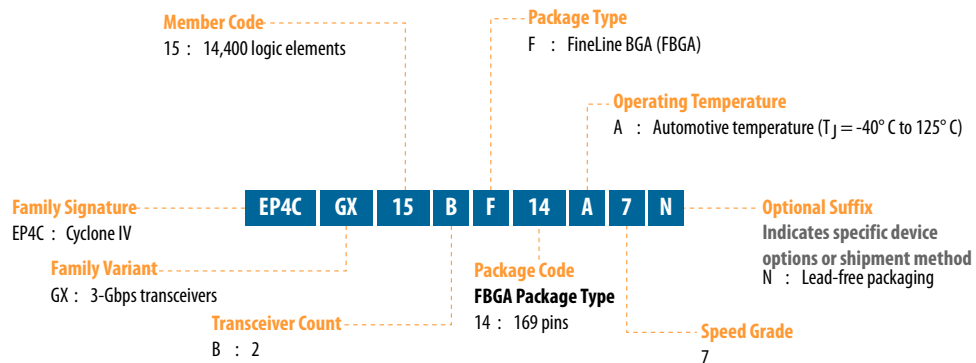 Member Code
15 : 14,400 logic elements
Package Type
F : FineLine BGA (FBGA)
Operating Temperature
A : Automotive temperature (TJ = -40° C to 125° C)
EP4C GX 15 B F 14 A 7 N
Family Signature
EP4C : Cyclone IV
Optional Suffix
Indicates specific device
options or shipment method
N : Lead-free packaging
Family Variant
GX : 3-Gbps transceivers
Package Code
FBGA Package Type
14 : 169 pins
Transceiver Count
B : 2
Speed Grade
7